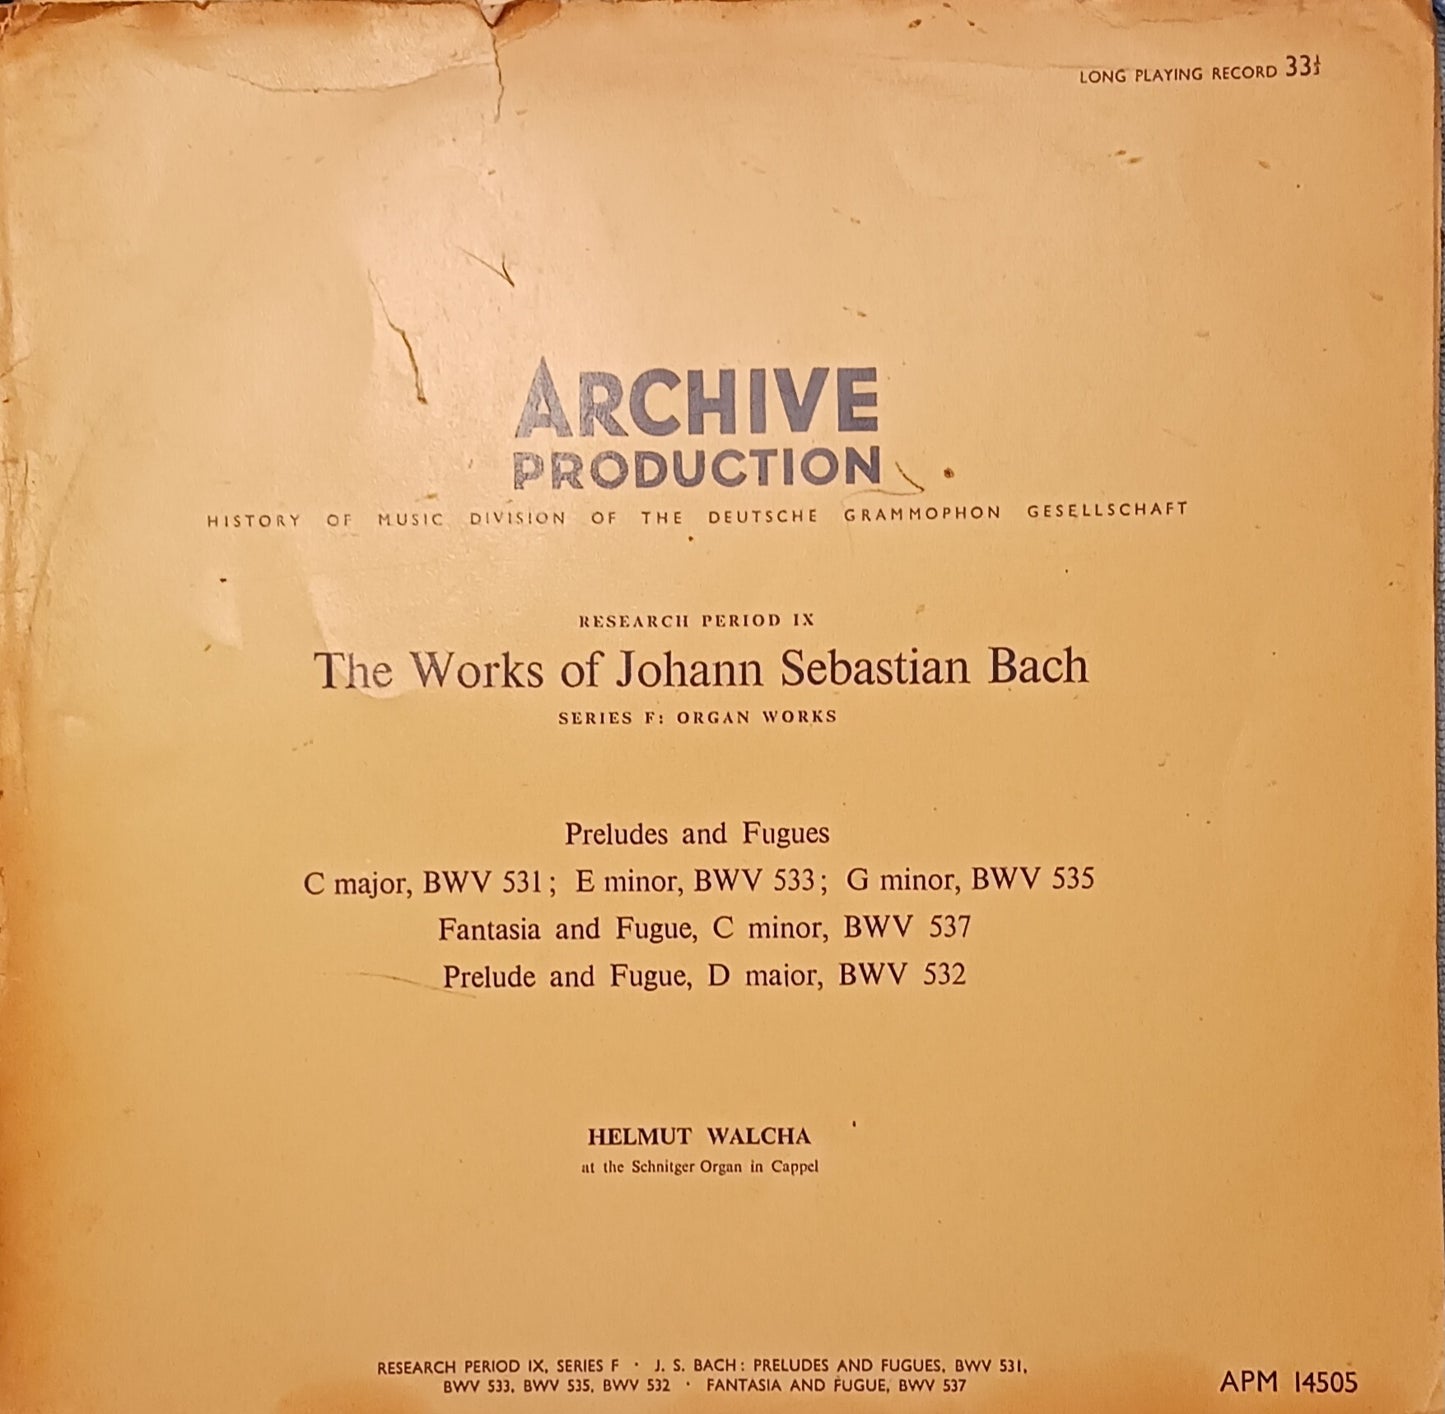 LONG PLAYING RECORD 33⅓
ARCHIVE
PRODUCTION
HISTORY OF MUSIC DIVISION OF THE DEUTSCHE GRAMMOPHON GESELLSCHAFT
RESEARCH PERIOD IX
The Works of Johann Sebastian Bach
SERIES F: ORGAN WORKS
Preludes and Fugues
C major, BWV 531; E minor, BWV 533; G minor, BWV 535
Fantasia and Fugue, C minor, BWV 537
Prelude and Fugue, D major, BWV 532
HELMUT WALCHA
at the Schnitger Organ in Cappel
RESEARCH PERIOD IX, SERIES F · J. S. BACH: PRELUDES AND FUGUES, BWV 531,
BWV 533, BWV 535, BWV 532 · FANTASIA AND FUGUE, BWV 537
APM 14505